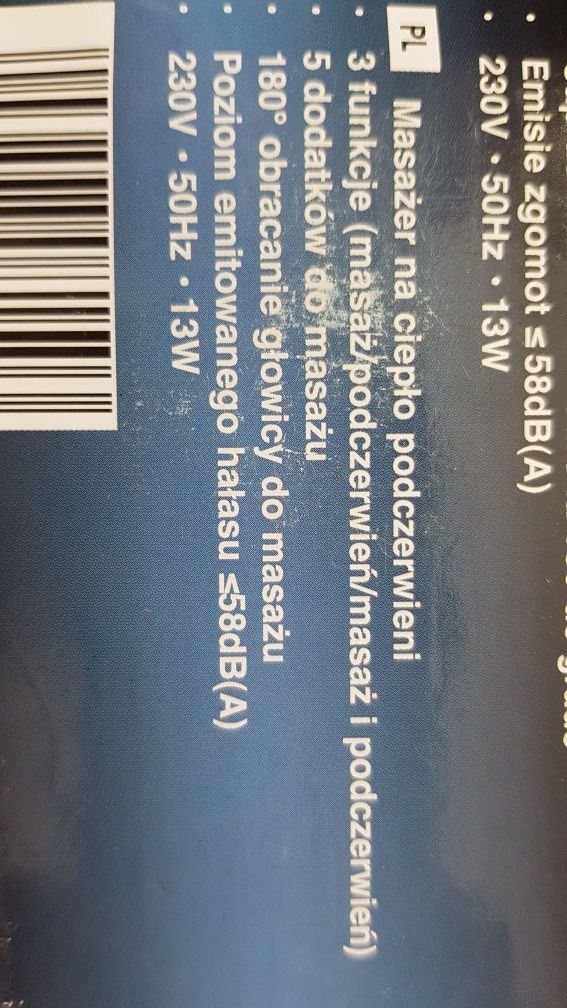 • Emisie zgomot ≤ 58dB(A)
• 230V • 50Hz • 13W
PL Masażer na ciepło podczerwieni
• 3 funkcje (masaż/podczerwień/masaż i podczerwień)
• 5 dodatków do masażu
• 180° obracanie głowicy do masażu
• Poziom emitowanego hałasu ≤58dB(A)
• 230V • 50Hz • 13W